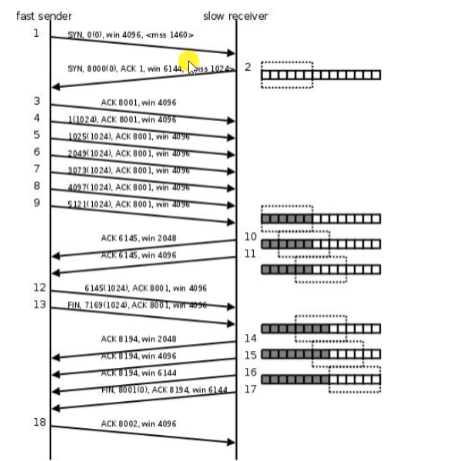 fast sender slow receiver
1 SYN, 0(0), win 4096, <mss 1460>
SYN, 8000(0), ACK 1, win 6144, <mss 1024> 2
3 ACK 8001, win 4096
4 1(1024), ACK 8001, win 4096
5 1025(1024), ACK 8001, win 4096
6 2049(1024), ACK 8001, win 4096
7 3073(1024), ACK 8001, win 4096
8 4097(1024), ACK 8001, win 4096
9 5121(1024), ACK 8001, win 4096
ACK 6145, win 2048 10
ACK 6145, win 4096 11
12 6145(1024), ACK 8001, win 4096
13 FIN, 7169(1024), ACK 8001, win 4096
ACK 8194, win 2048 14
ACK 8194, win 4096 15
ACK 8194, win 6144 16
FIN, 8001(0), ACK 8194, win 6144 17
18 ACK 8002, win 4096